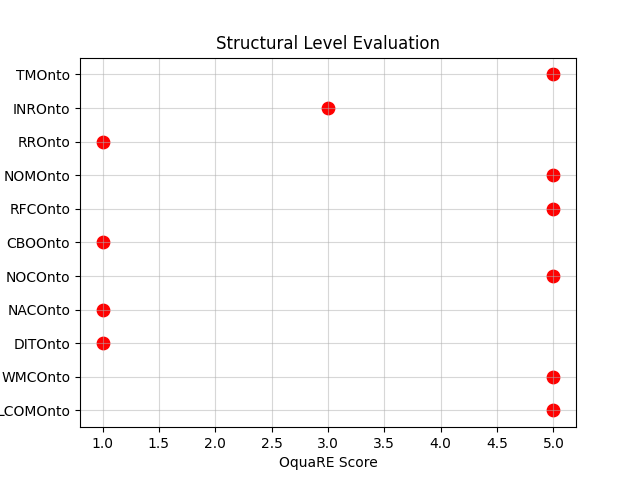 Structural Level Evaluation
TMOnto
INROnto
RROnto
NOMOnto
RFCOnto
CBOOnto
NOCOnto
NACOnto
DITOnto
WMCOnto
LCOMOnto
1.0 1.5 2.0 2.5 3.0 3.5 4.0 4.5 5.0
OquaRE Score